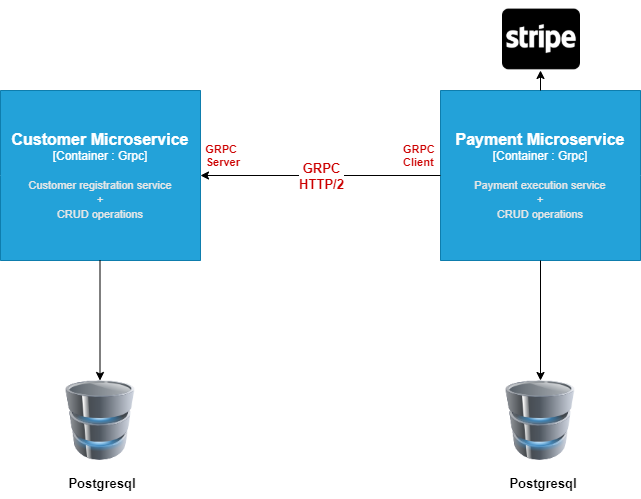 stripe
Customer Microservice
[Container : Grpc]
Customer registration service
+
CRUD operations
GRPC
Server
GRPC
HTTP/2
GRPC
Client
Payment Microservice
[Container : Grpc]
Payment execution service
+
CRUD operations
Postgresql
Postgresql